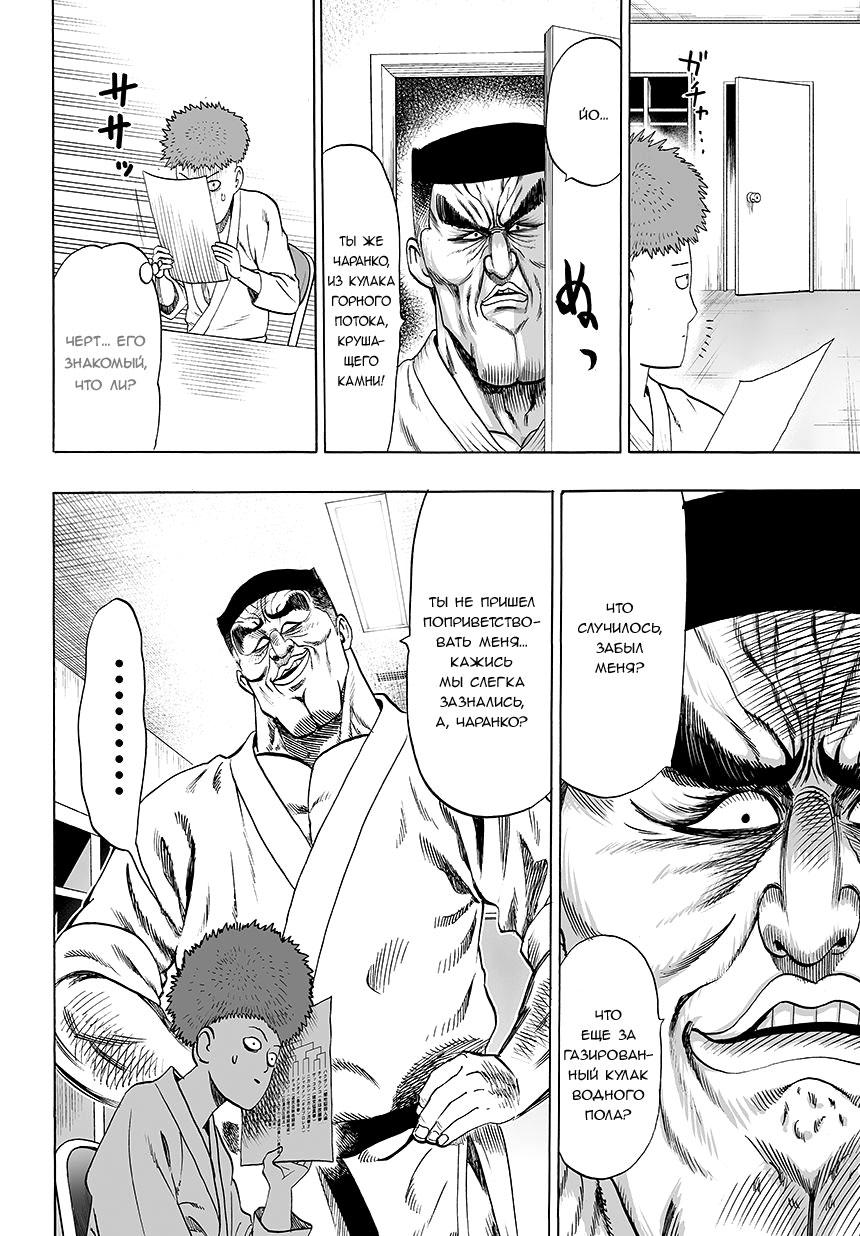 ガチャ…
ЙО...
ぬっ
ТЫ ЖЕ
ЧАРАНКО,
ИЗ КУЛАКА
ГОРНОГО
ПОТОКА,
КРУША-
ЩЕГО
КАМНИ!
ササッ
ЧЕРТ... ЕГО
ЗНАКОМЫЙ,
ЧТО ЛИ?
ЧТО
СЛУЧИЛОСЬ,
ЗАБЫЛ
МЕНЯ?
ЧТО
ЕЩЕ ЗА
ГАЗИРОВАН-
НЫЙ КУЛАК
ВОДНОГО
ПОЛА?
ТЫ НЕ ПРИШЕЛ
ПОПРИВЕТСТВО-
ВАТЬ МЕНЯ...
КАЖИСЬ
МЫ СЛЕГКА
ЗАЗНАЛИСЬ,
А, ЧАРАНКО?
.........